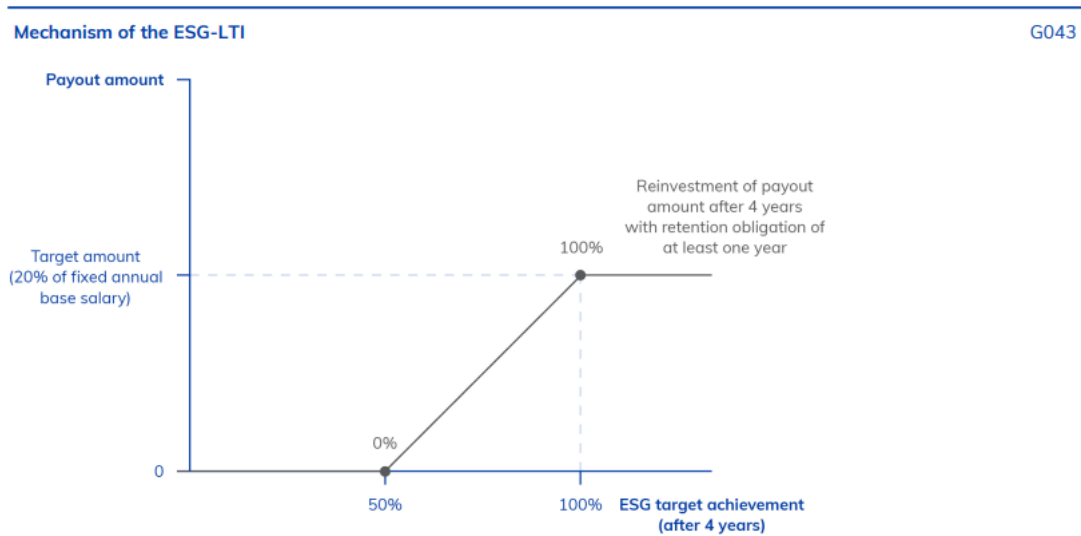 Mechanism of the ESG-LTI
G043
Payout amount
Reinvestment of payout
amount after 4 years
with retention obligation of
at least one year
100%
Target amount
(20% of fixed annual
base salary)
0%
0
50%
100%
ESG target achievement
(after 4 years)